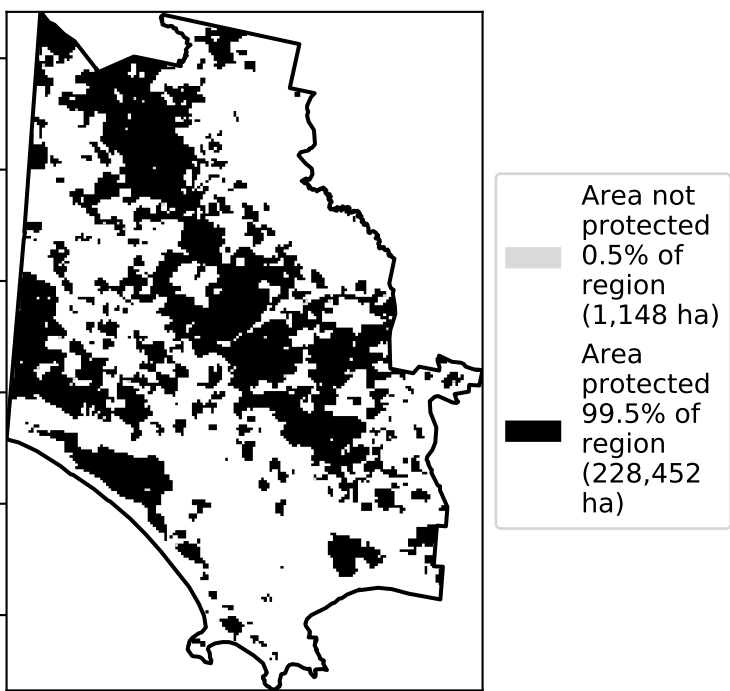 Area not
protected
0.5% of
region
(1,148 ha)
Area
protected
99.5% of
region
(228,452
ha)